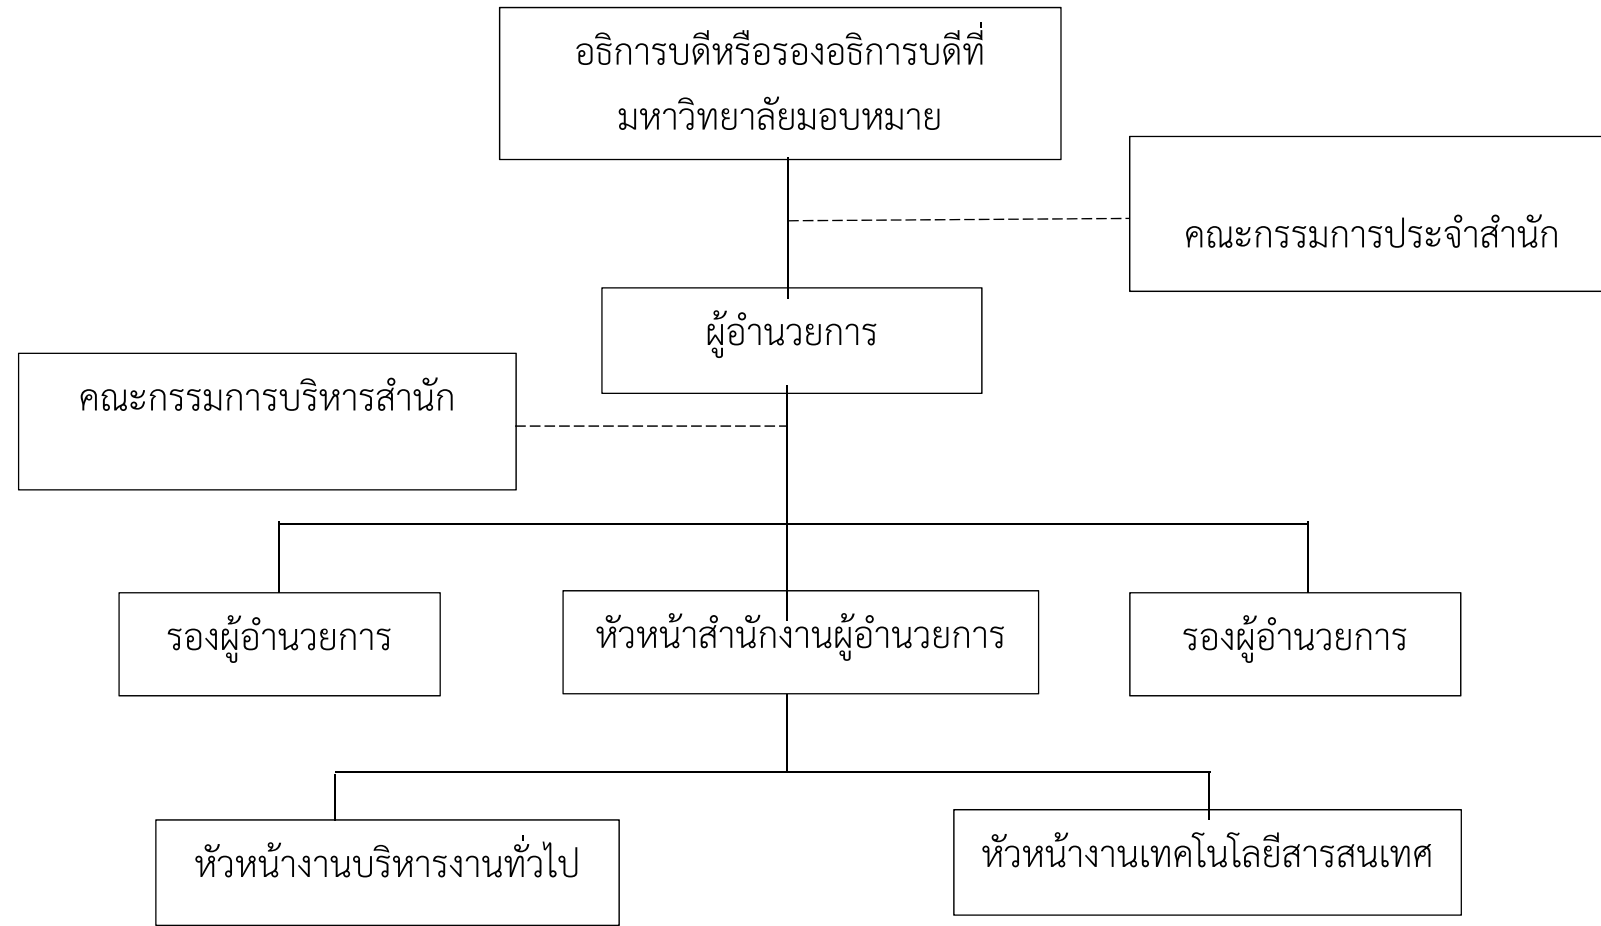 อธิการบดีหรือรองอธิการบดีที่
มหาวิทยาลัยมอบหมาย
คณะกรรมการประจำสำนัก
ผู้อำนวยการ
คณะกรรมการบริหารสำนัก
รองผู้อำนวยการ
หัวหน้าสำนักงานผู้อำนวยการ
รองผู้อำนวยการ
หัวหน้างานบริหารงานทั่วไป
หัวหน้างานเทคโนโลยีสารสนเทศ